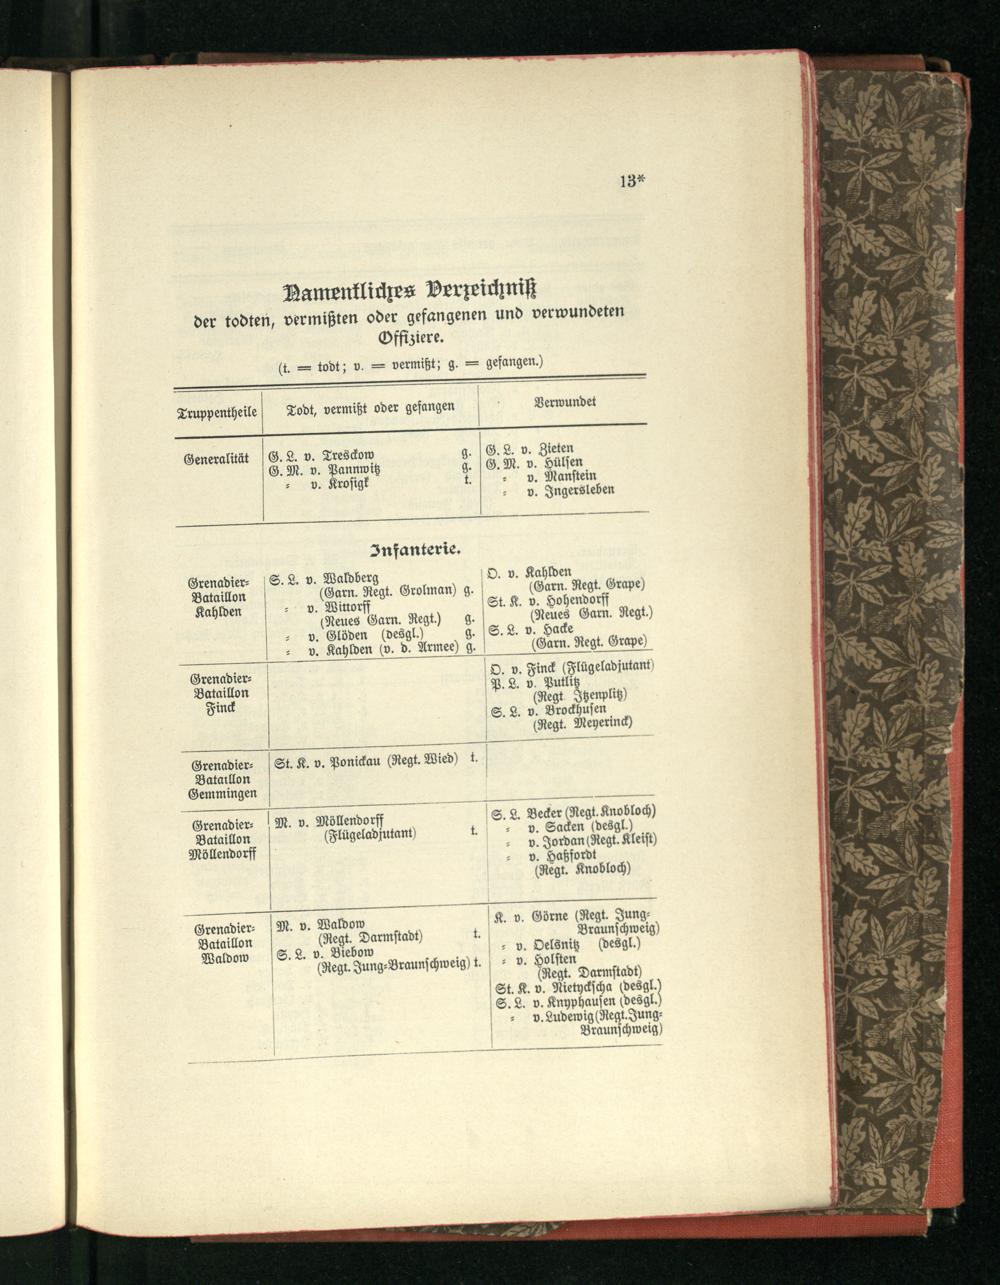 13*
Namentliches Verzeichniß
der todten, vermißten oder gefangenen und verwundeten
Offiziere.
(t. = todt; v. = vermißt; g. = gefangen.)
Truppentheile Todt, vermißt oder gefangen Verwundet
Generalität
G. L. v. Tresckow g.
G. M. v. Pannwitz g.
〃 v. Krosigk t.
G. L. v. Zieten
G. M. v. Hülsen
〃 v. Manstein
〃 v. Ingersleben
Infanterie.
Grenadier-
Bataillon
Kahlden
S. L. v. Waldberg
(Garn. Regt. Grolman) g.
〃 v. Wittorff
(Neues Garn. Regt.) g.
〃 v. Glöden (desgl.) g.
〃 v. Kahlden (v. d. Armee) g.
O. v. Kahlden
(Garn. Regt. Grape)
St. K. v. Hohendorff
(Neues Garn. Regt.)
S. L. v. Hacke
(Garn. Regt. Grape)
Grenadier-
Bataillon
Finck
O. v. Finck (Flügeladjutant)
P. L. v. Putlitz
(Regt. Itzenplitz)
S. L. v. Brockhusen
(Regt. Meyerinck)
Grenadier-
Bataillon
Gemmingen
St. K. v. Ponickau (Regt. Wied) t.
Grenadier-
Bataillon
Möllendorff
M. v. Möllendorff
(Flügeladjutant) t.
S. L. Becker (Regt. Knobloch)
〃 v. Sacken (desgl.)
〃 v. Jordan (Regt. Kleist)
〃 v. Haßfordt
(Regt. Knobloch)
Grenadier-
Bataillon
Waldow
M. v. Waldow
(Regt. Darmstadt) t.
S. L. v. Biebow
(Regt. Jung-Braunschweig) t.
K. v. Görne (Regt. Jung-
Braunschweig)
〃 v. Oelsnitz (desgl.)
〃 v. Holsten
(Regt. Darmstadt)
St. K. v. Nietyckscha (desgl.)
S. L. v. Knyphausen (desgl.)
〃 v. Ludewig (Regt. Jung-
Braunschweig)